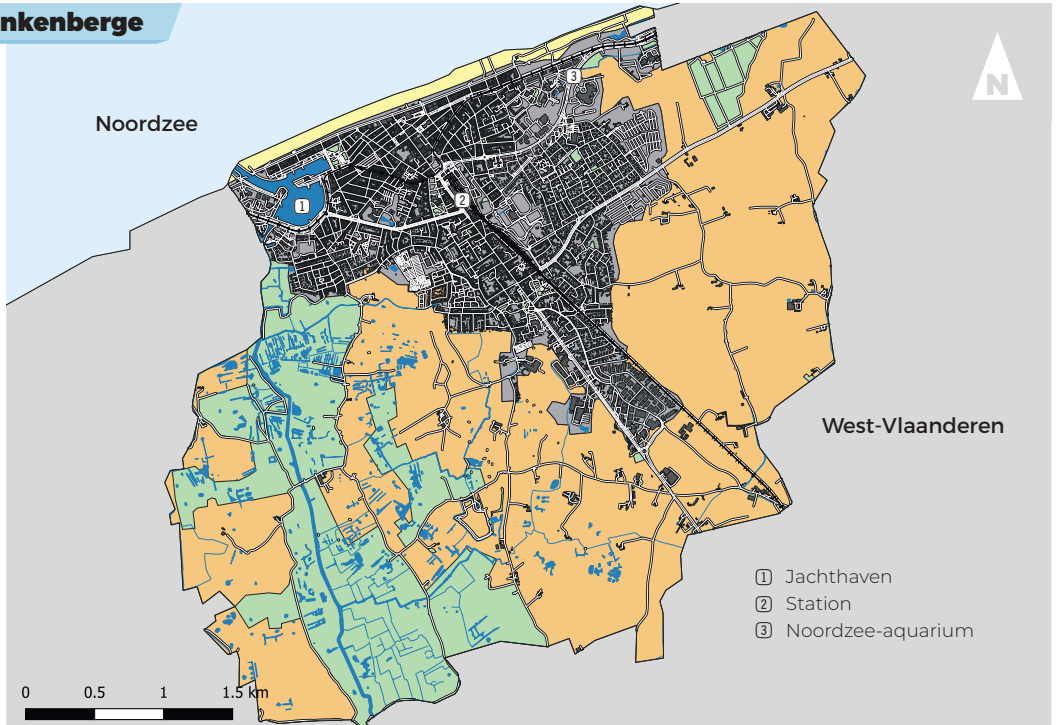 nkenberge
N
Noordzee
3
2
1
West-Vlaanderen
1 Jachthaven
2 Station
3 Noordzee-aquarium
0 0.5 1 1.5 km